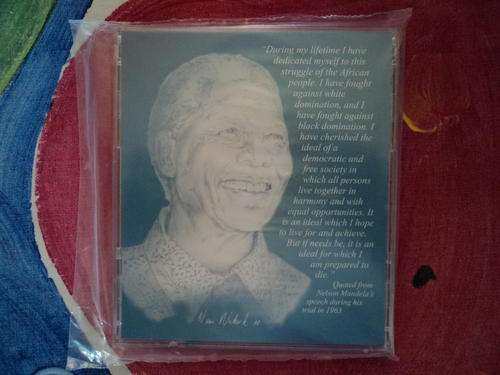 "During my lifetime I have
dedicated myself to this
struggle of the African
people. I have fought
against white
domination, and I
have fought against
black domination. I
have cherished the
ideal of a
democratic and
free society in
which all persons
live together in
harmony and with
equal opportunities. It
is an ideal which I hope
to live for and achieve.
But if needs be, it is an
ideal for which I
am prepared to
die."
Quoted from
Nelson Mandela's
speech during his
trial in 1963